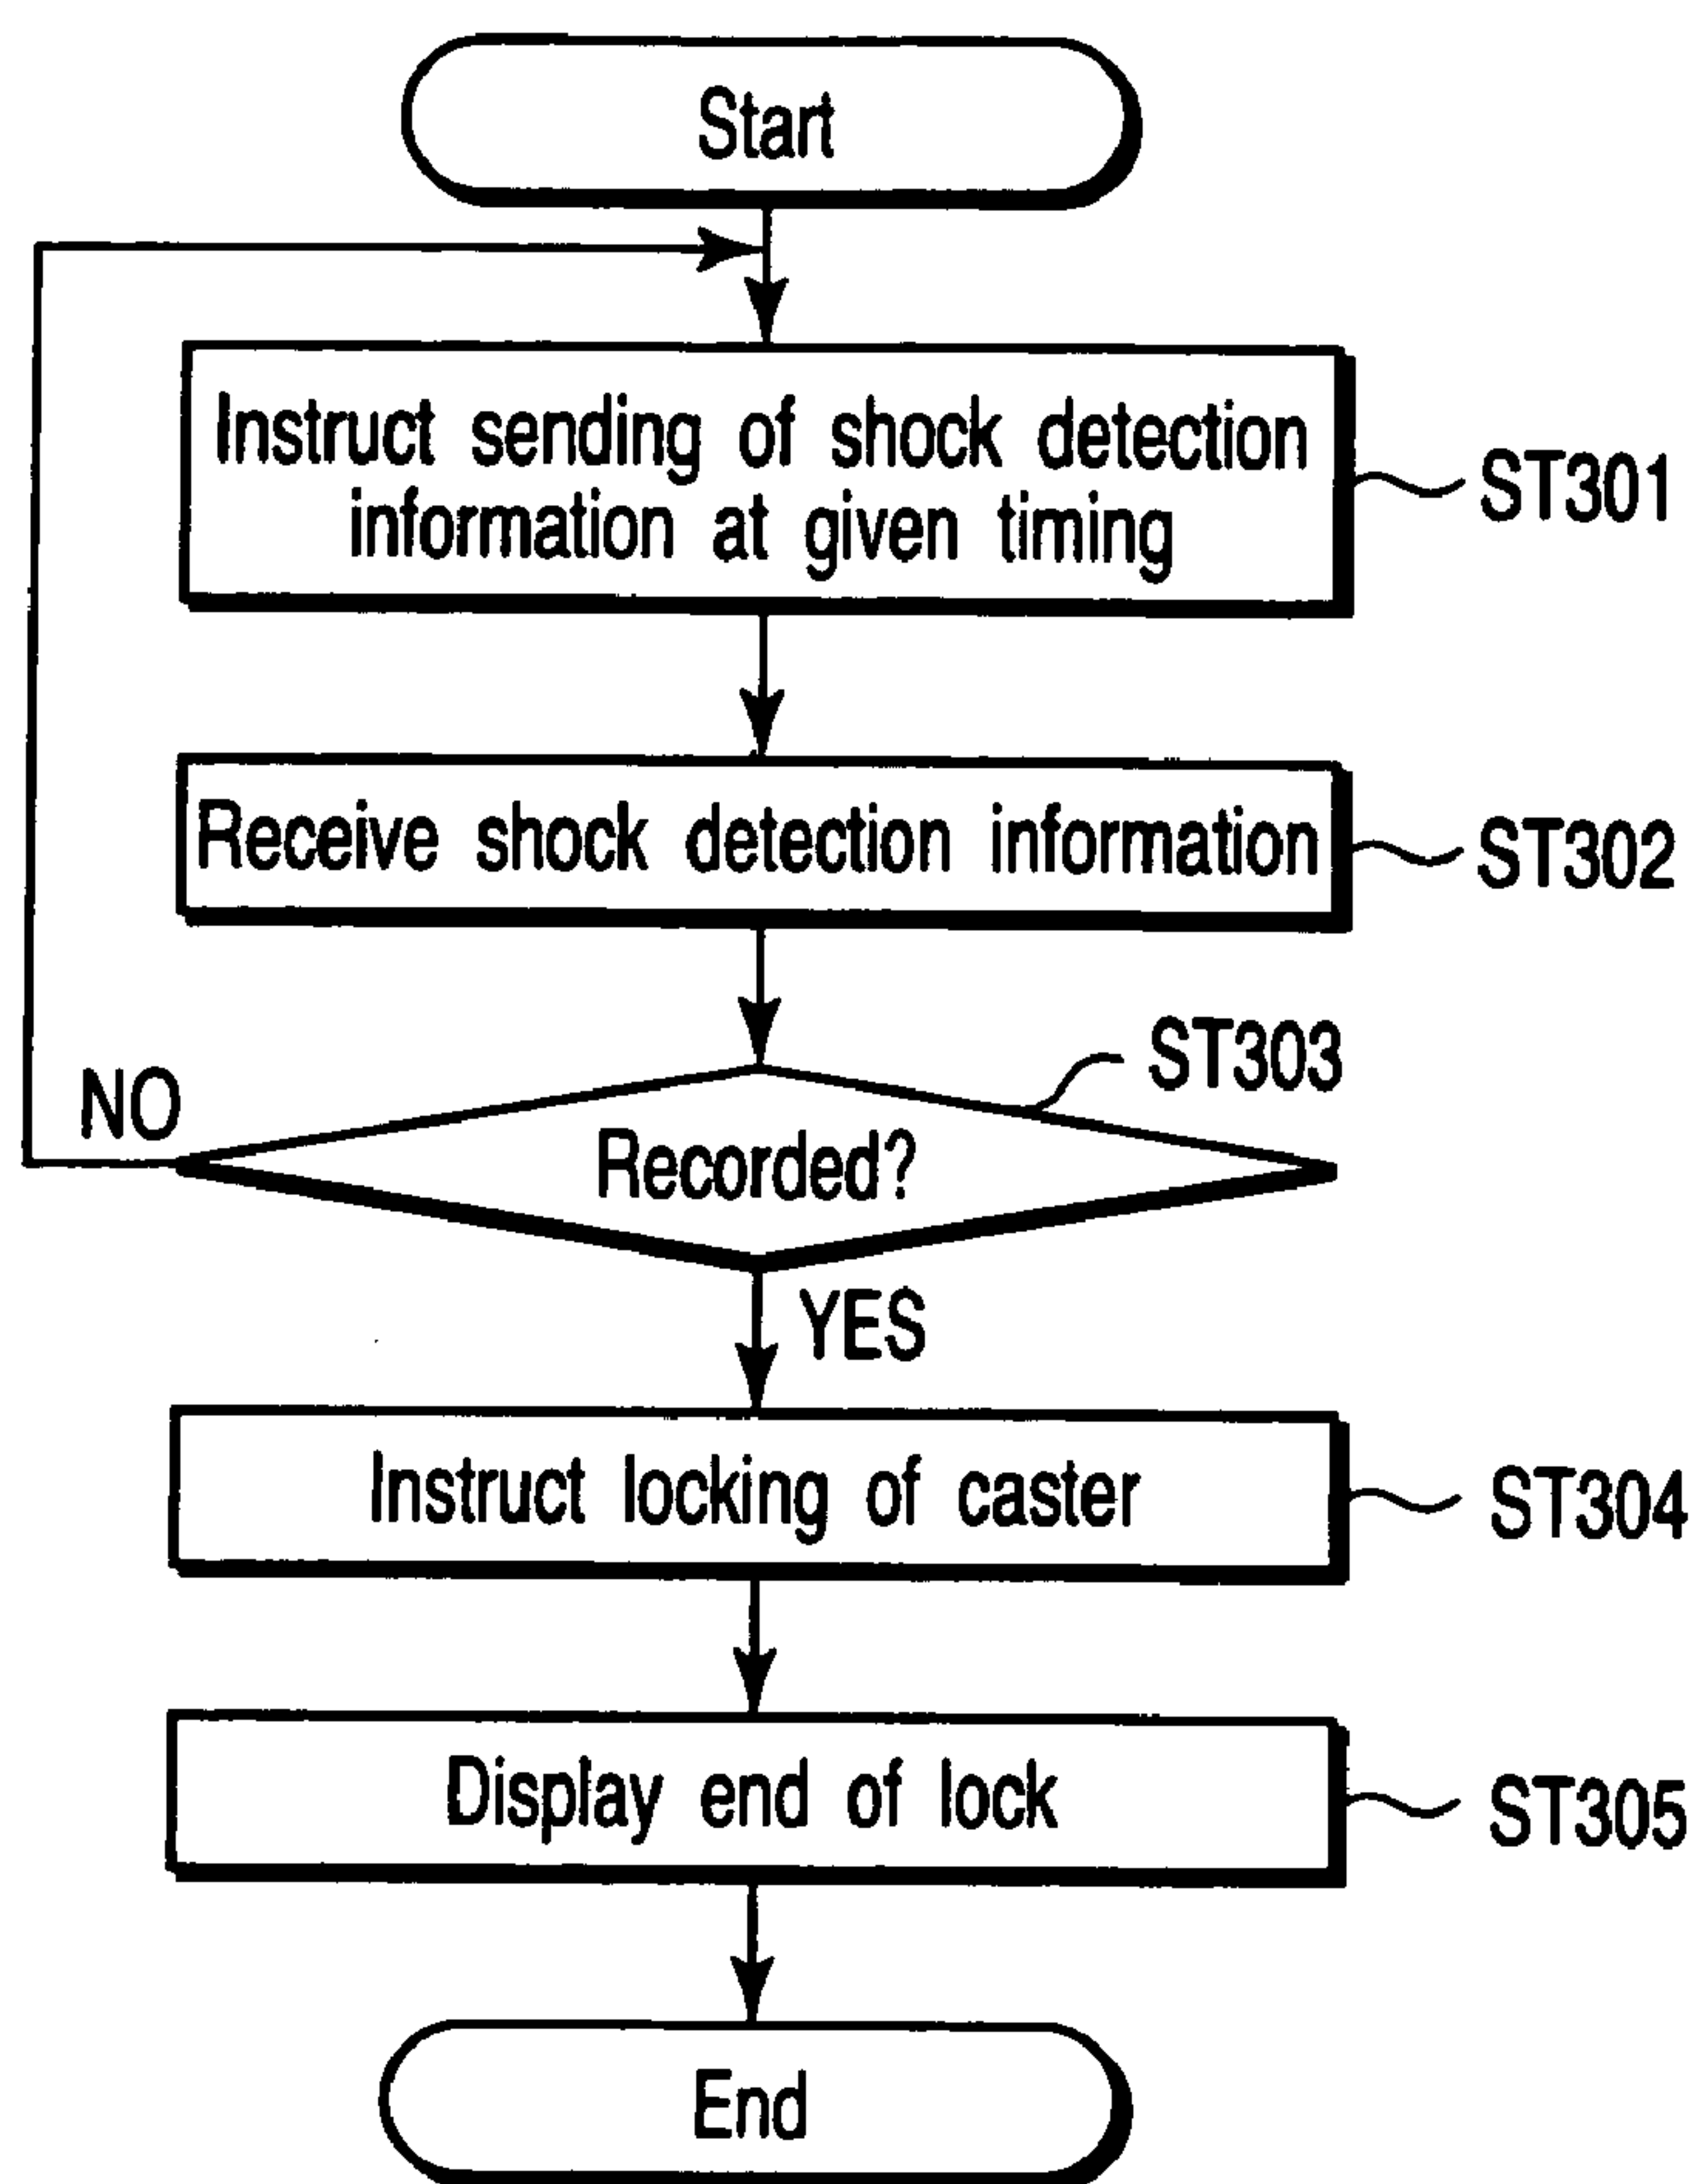 Start
Instruct sending of shock detection
information at given timing
ST301
Receive shock detection information
ST302
ST303
NO
Recorded?
YES
Instruct locking of caster
ST304
Display end of lock
ST305
End